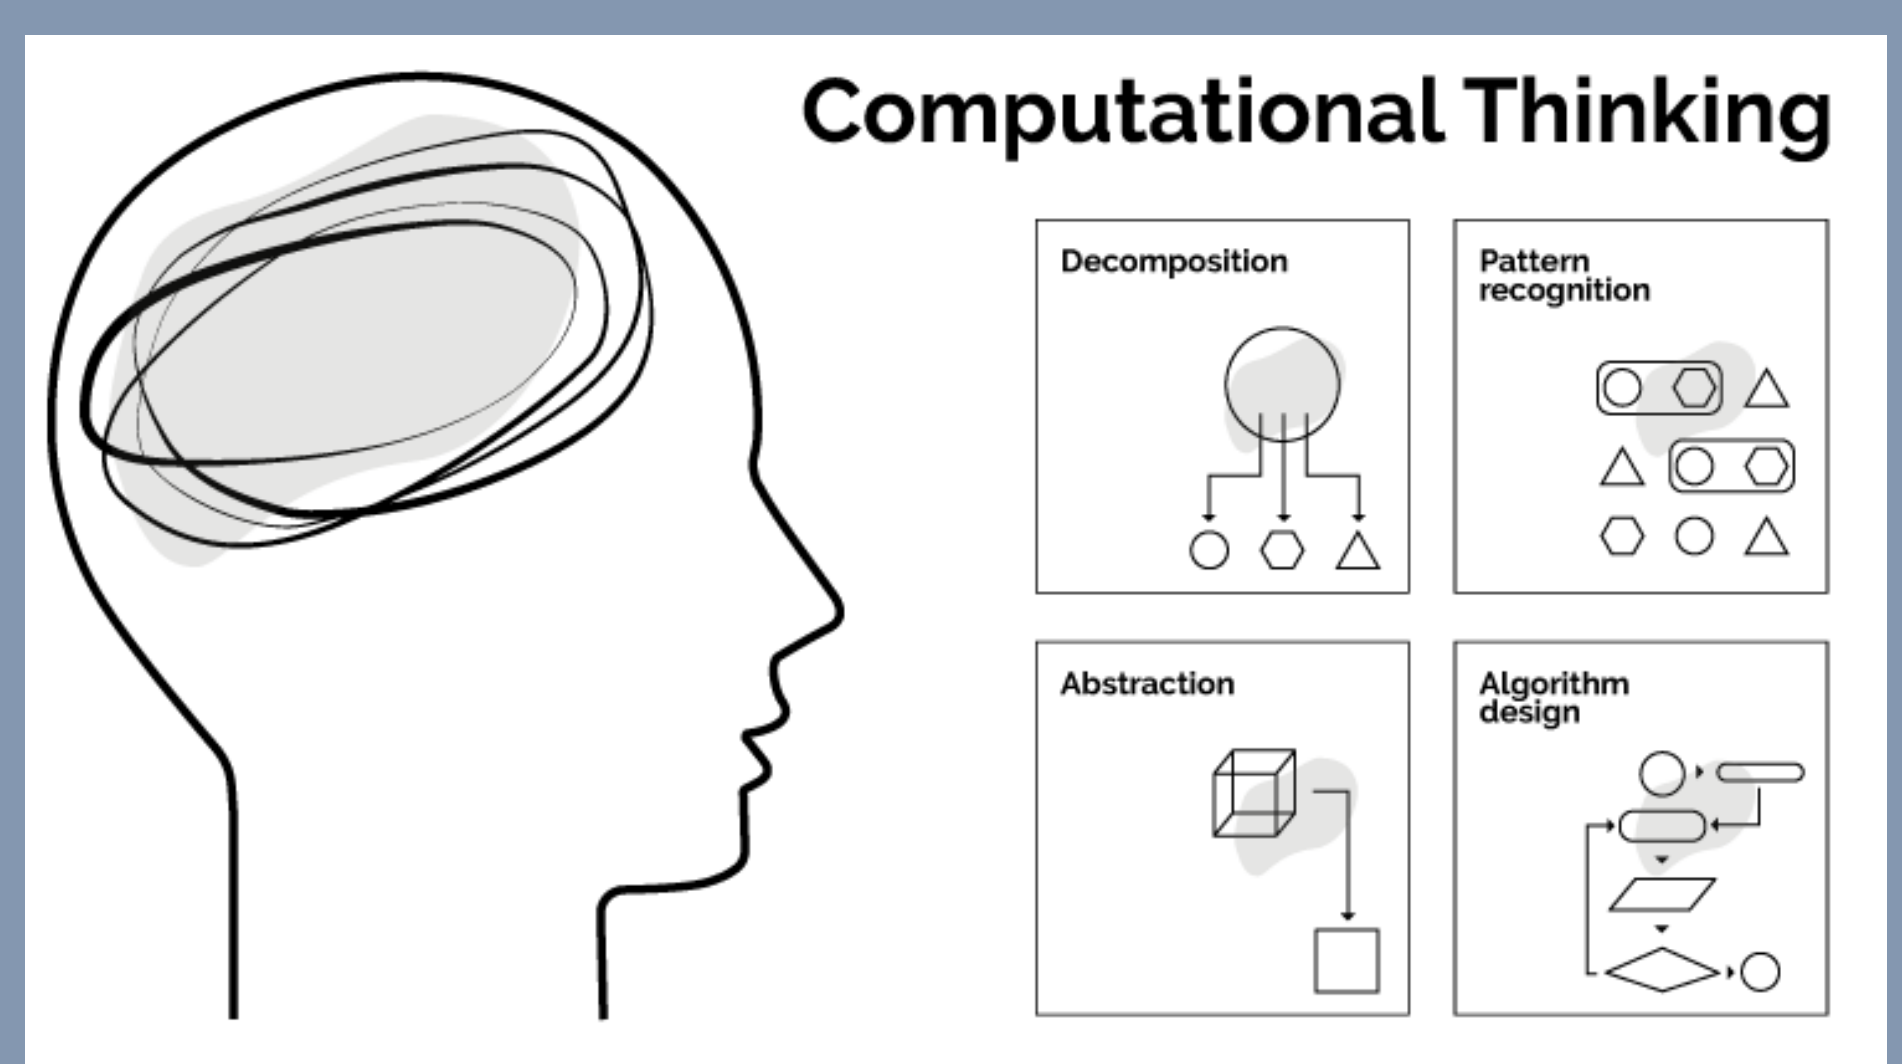 Computational Thinking
Decomposition
Pattern
recognition
Abstraction
Algorithm
design